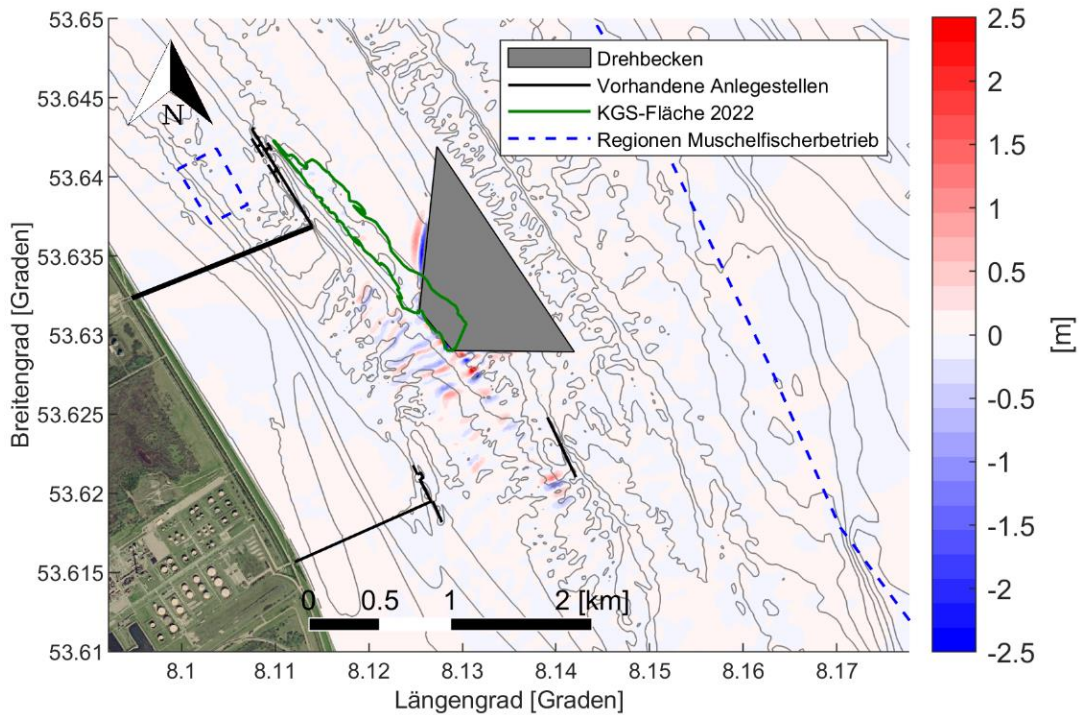 53.65
53.645
53.64
53.635
53.63
53.625
53.62
53.615
53.61
Breitengrad [Graden]
N
Drehbecken
Vorhandene Anlegestellen
KGS-Fläche 2022
Regionen Muschelfischerbetrieb
0 0.5 1 2 [km]
8.1 8.11 8.12 8.13 8.14 8.15 8.16 8.17
Längengrad [Graden]
2.5
2
1.5
1
0.5
0
-0.5
-1
-1.5
-2
-2.5
[m]